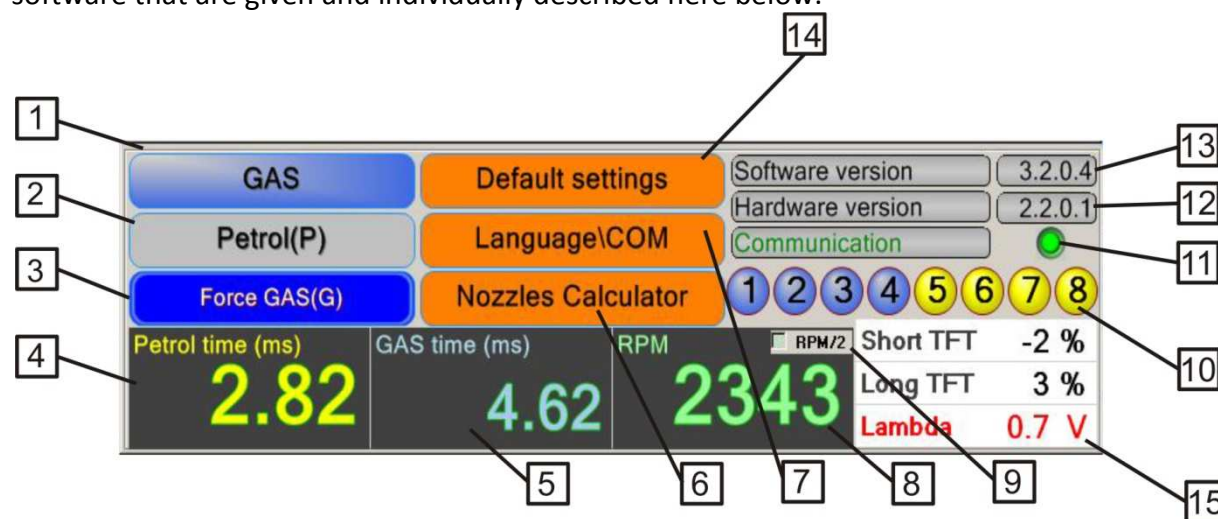 software that are given and individually described here below:
14
1
GAS
Default settings
Software version
3.2.0.4
13
2
Hardware version
2.2.0.1
12
Petrol(P)
Language\COM
Communication
11
3
Force GAS(G)
Nozzles Calculator
1 2 3 4 5 6 7 8
4
Petrol time (ms)
GAS time (ms)
RPM
RPM/2
Short TFT
-2 %
10
2.82
4.62
2343
Long TFT
3 %
Lambda
0.7 V
5
6
7
8
9
15